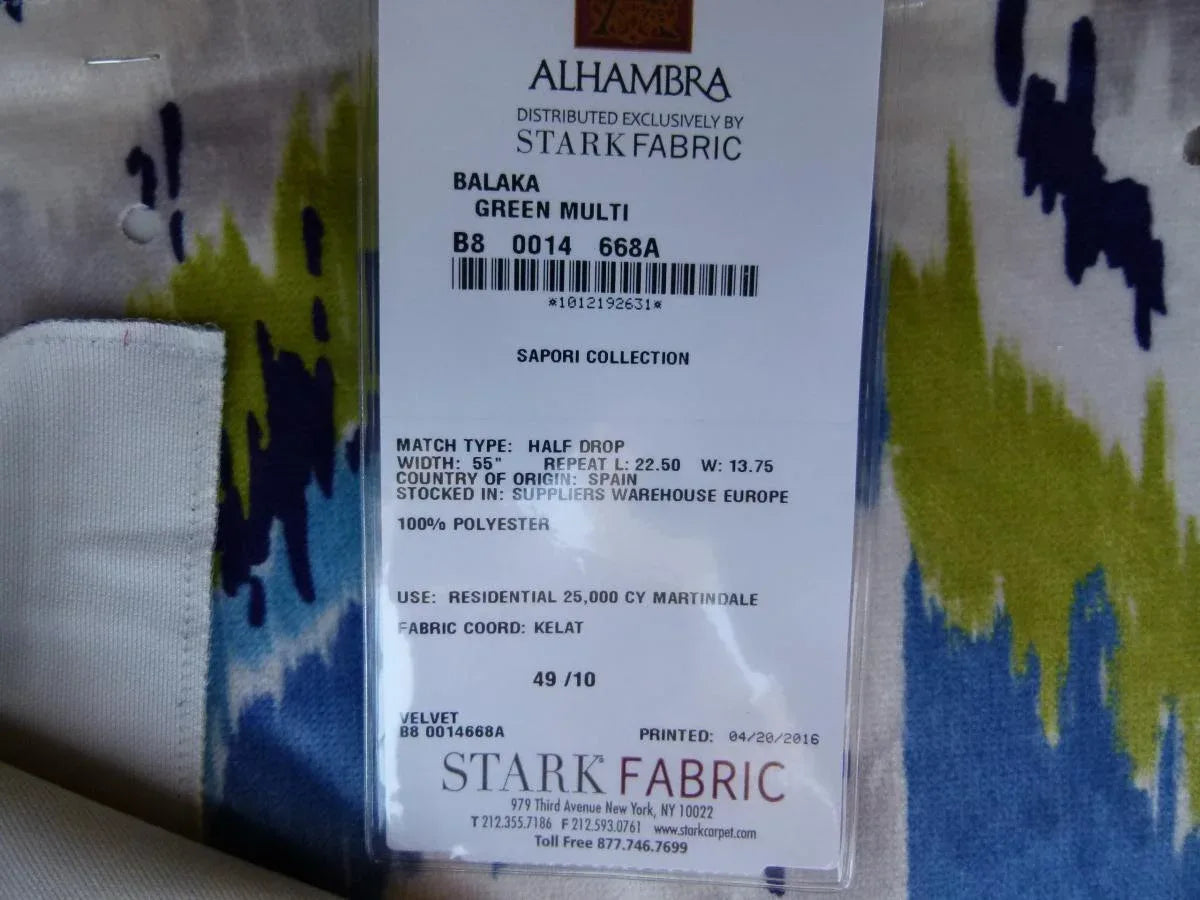 ALHAMBRA
DISTRIBUTED EXCLUSIVELY BY
STARK FABRIC
BALAKA
GREEN MULTI
B8 0014 668A
*1012192631*
SAPORI COLLECTION
MATCH TYPE: HALF DROP
WIDTH: 55" REPEAT L: 22.50 W: 13.75
COUNTRY OF ORIGIN: SPAIN
STOCKED IN: SUPPLIERS WAREHOUSE EUROPE
100% POLYESTER
USE: RESIDENTIAL 25,000 CY MARTINDALE
FABRIC COORD: KELAT
49 /10
VELVET
B8 0014668A PRINTED: 04/20/2016
STARK® FABRIC
979 Third Avenue New York, NY 10022
T 212.355.7186 F 212.593.0761 www.starkcarpet.com
Toll Free 877.746.7699